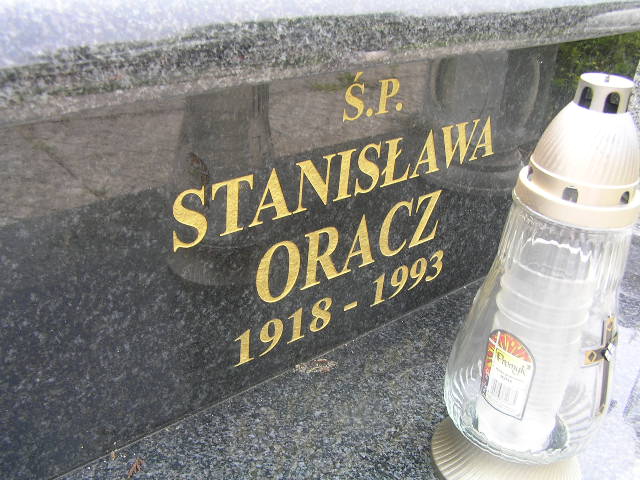 Ś.P.
STANISŁAWA
ORACZ
1918 - 1993